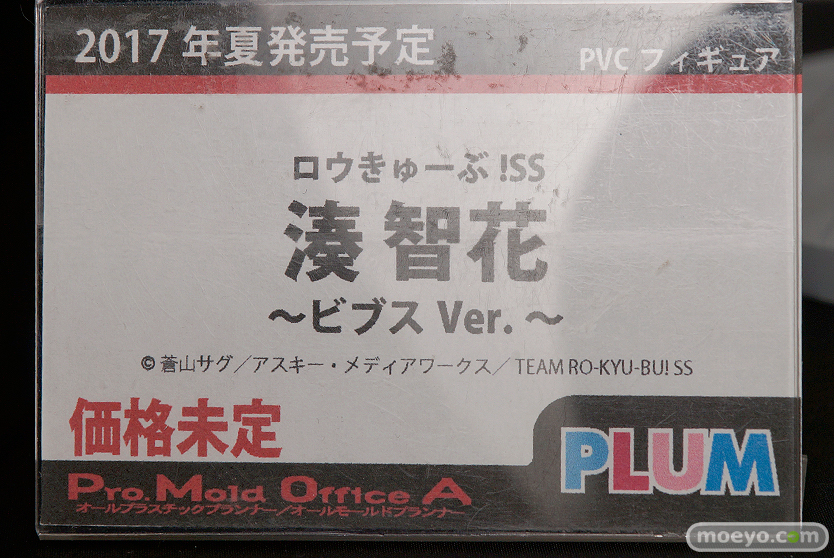 2017 年夏発売予定
PVC フィギュア
ロウきゅーぶ !SS
湊 智花
～ビブス Ver. ～
© 蒼山サグ／アスキー・メディアワークス／ TEAM RO-KYU-BU! SS
価格未定
Pro. Mold Office A
オールプラスチックプランナー／オールモールドプランナー
PLUM
moeyo.com